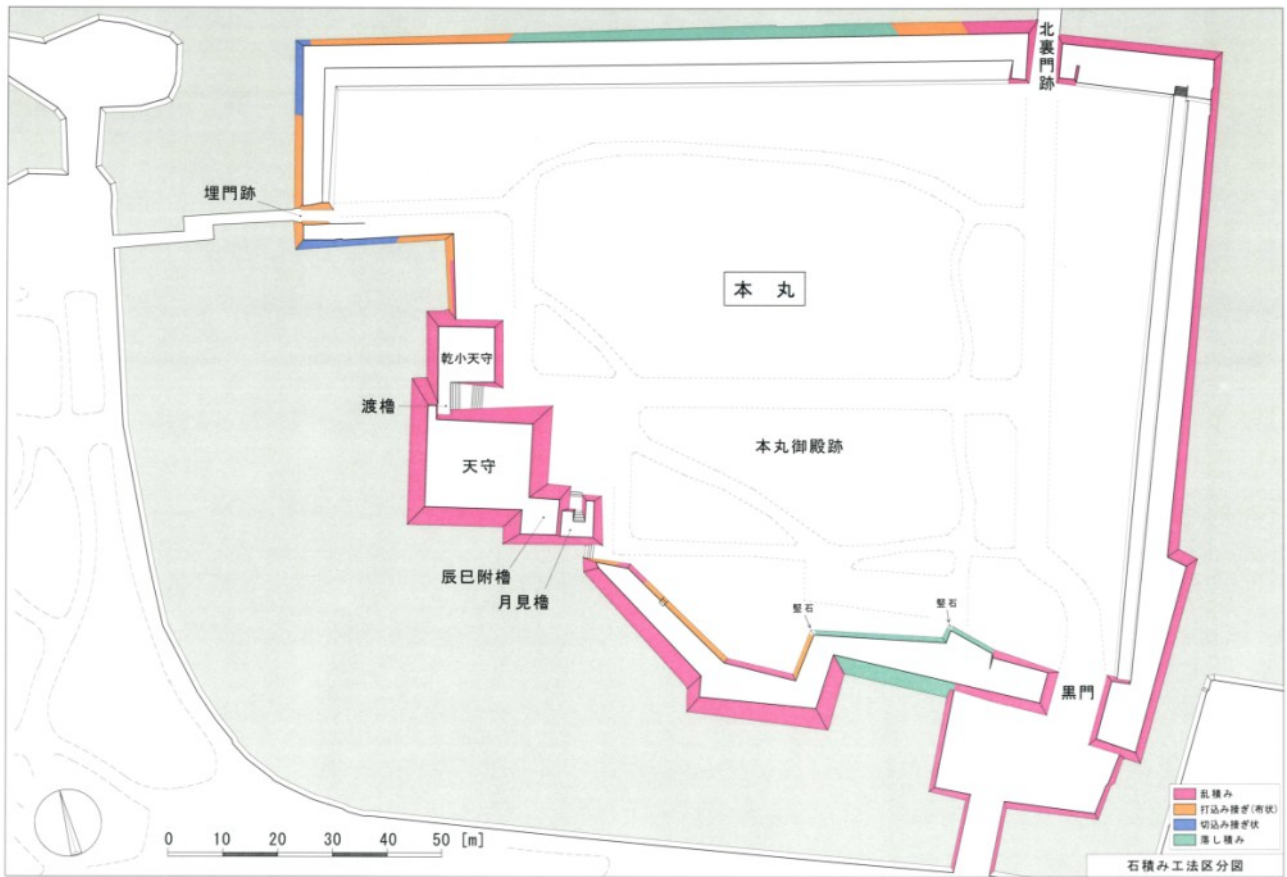 北裏門跡
埋門跡
本 丸
乾小天守
渡櫓
天守
本丸御殿跡
辰巳附櫓
月見櫓
竪石
竪石
黒門
0 10 20 30 40 50 [m]
乱積み
打込み接ぎ(布状)
切込み接ぎ状
落し積み
石積み工法区分図